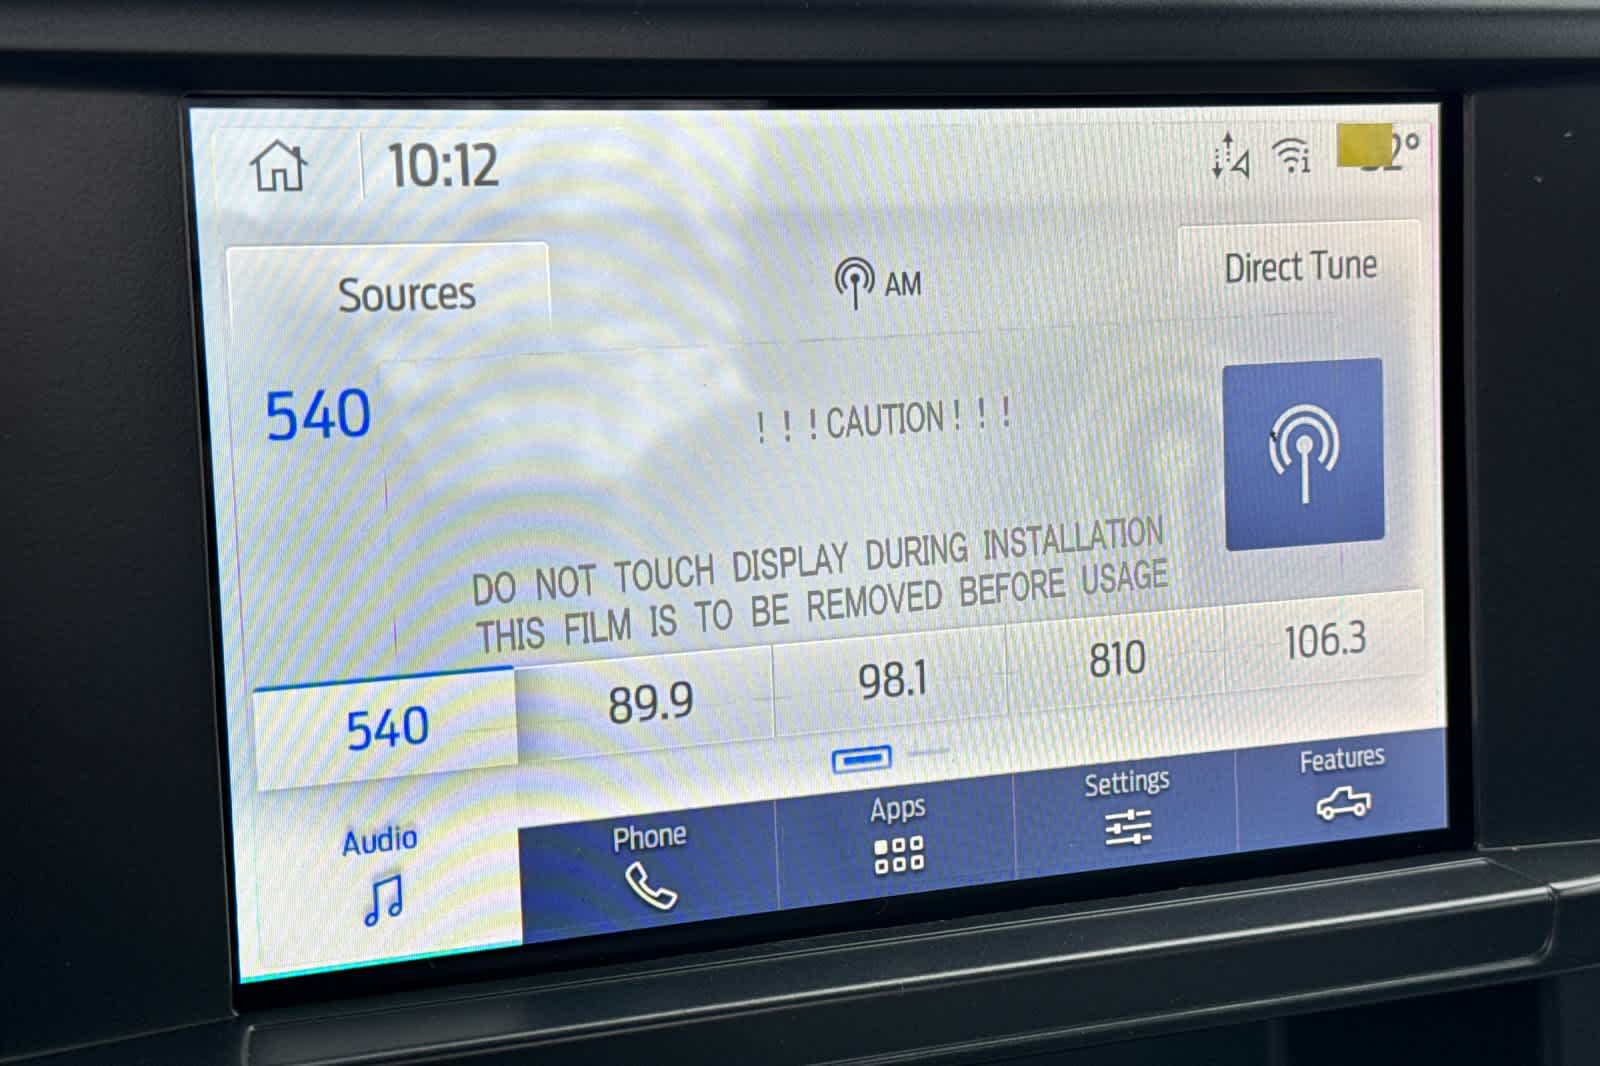 10:12
Sources
AM
Direct Tune
540
! ! ! CAUTION ! ! !
DO NOT TOUCH DISPLAY DURING INSTALLATION
THIS FILM IS TO BE REMOVED BEFORE USAGE
540 89.9 98.1 810 106.3
Audio Phone Apps Settings Features